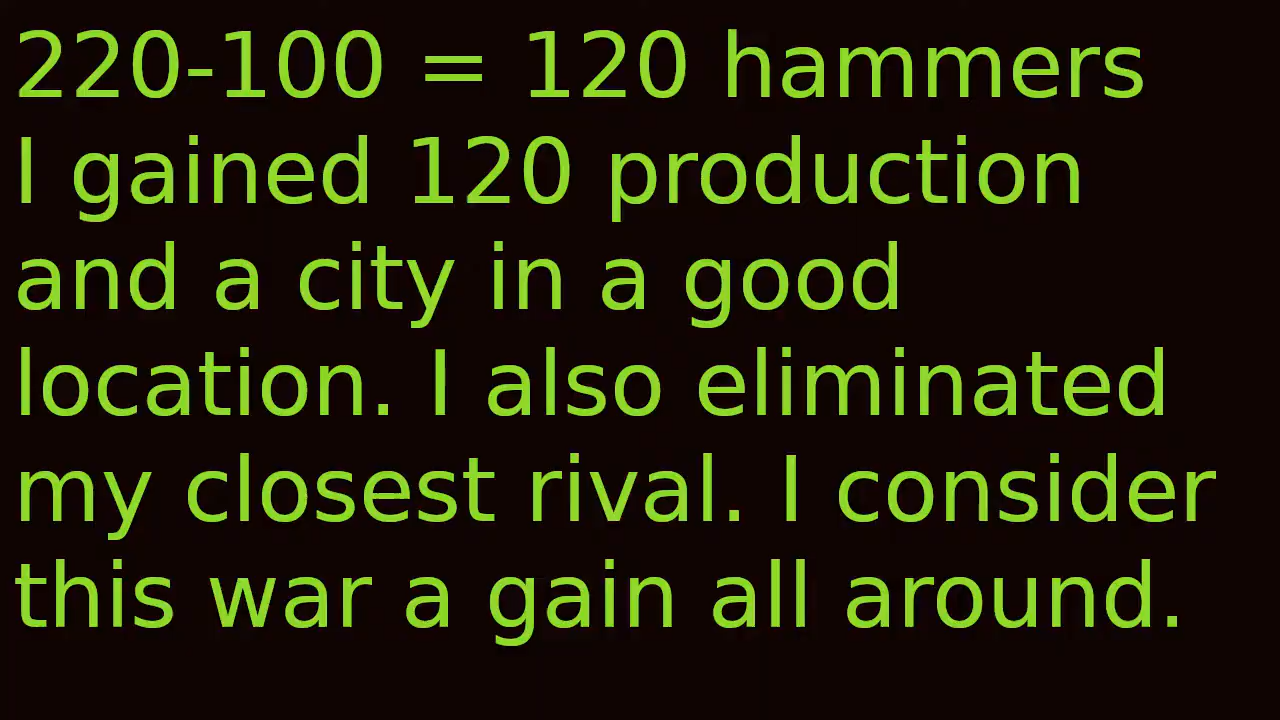 220-100 = 120 hammers
I gained 120 production
and a city in a good
location. I also eliminated
my closest rival. I consider
this war a gain all around.